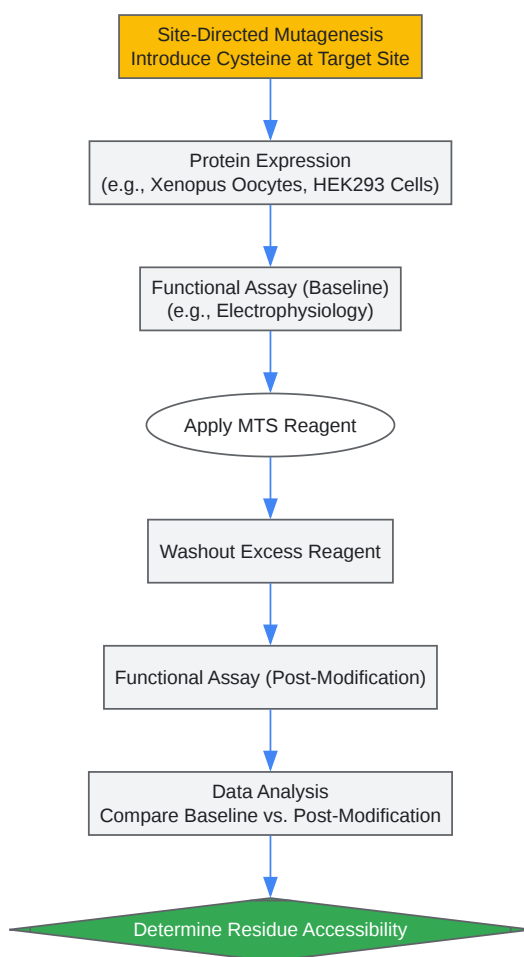 Site-Directed Mutagenesis
Introduce Cysteine at Target Site
Protein Expression
(e.g., Xenopus Oocytes, HEK293 Cells)
Functional Assay (Baseline)
(e.g., Electrophysiology)
Apply MTS Reagent
Washout Excess Reagent
Functional Assay (Post-Modification)
Data Analysis
Compare Baseline vs. Post-Modification
Determine Residue Accessibility